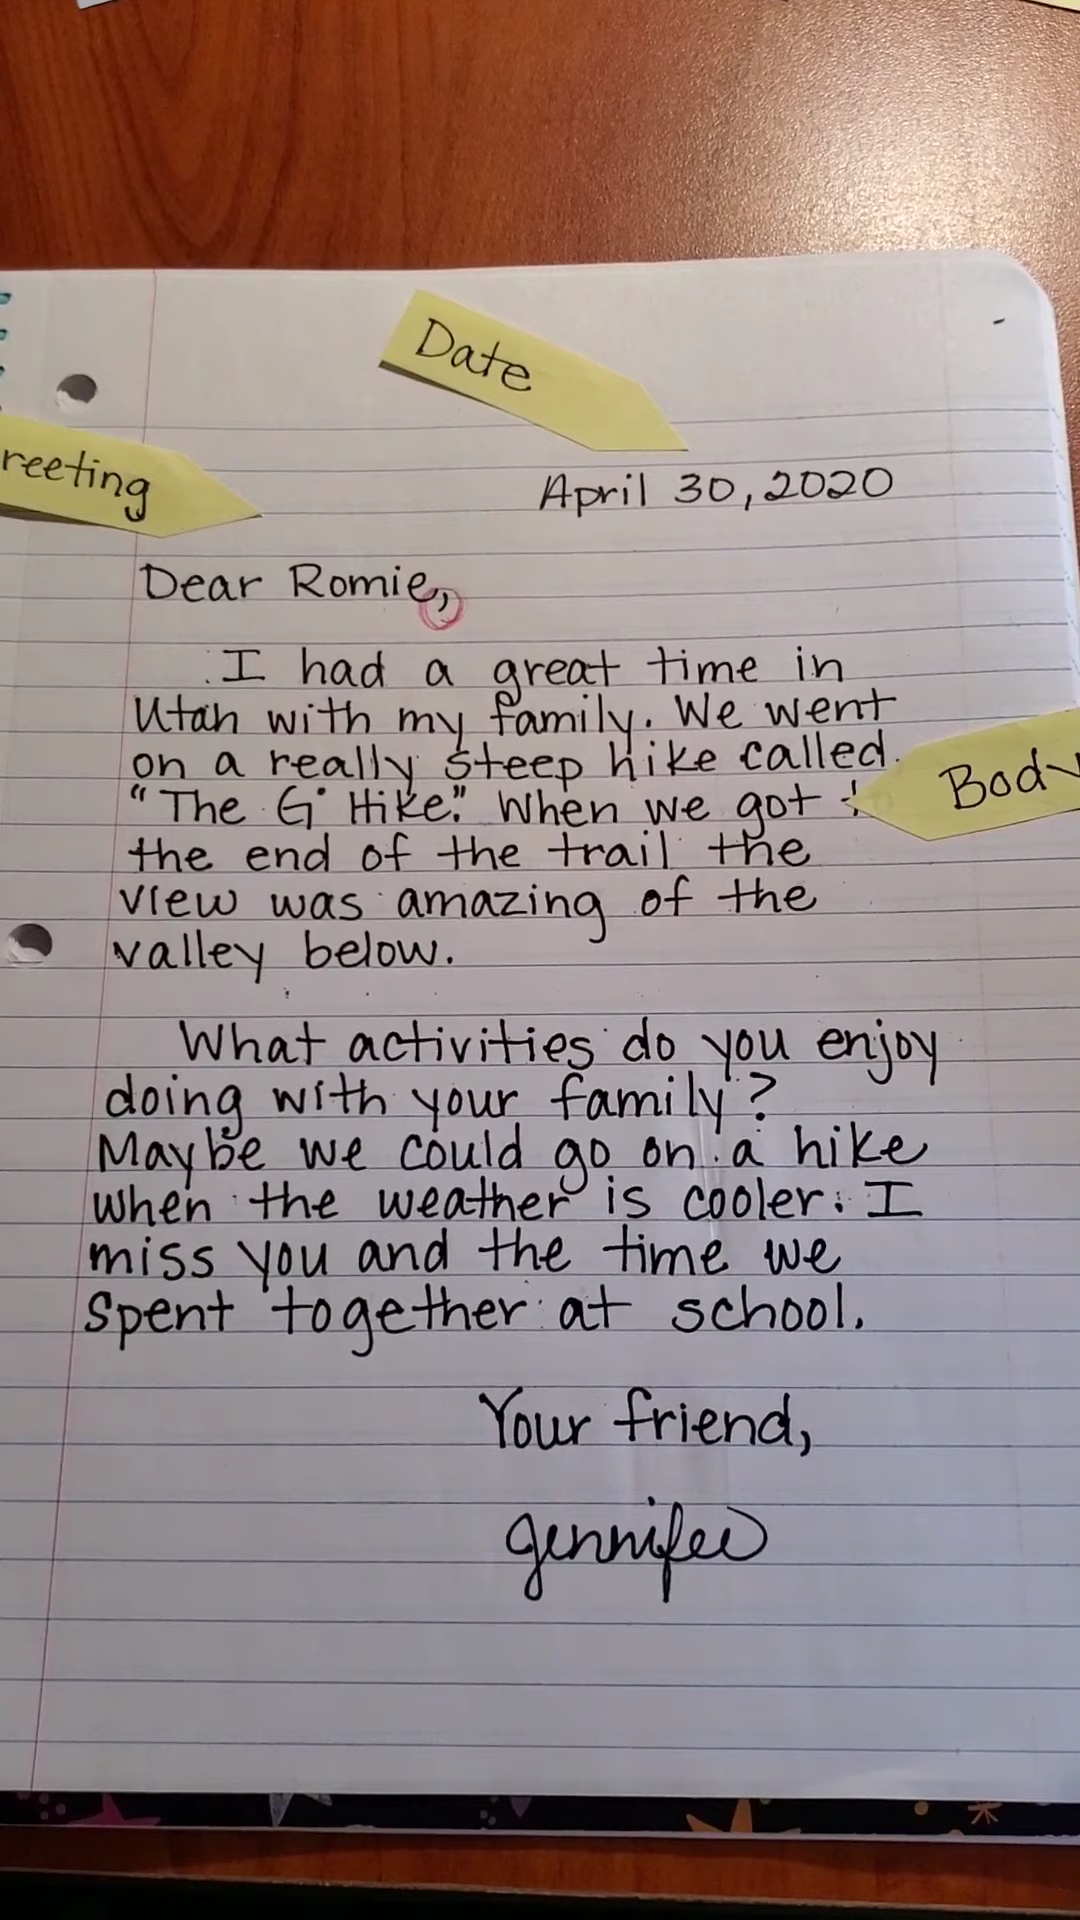 Date
reeting
April 30, 2020
Dear Romie,
I had a great time in
Utah with my family. We went
on a really steep hike called
"The G Hike." When we got
the end of the trail the
view was amazing of the
valley below.
Body
What activities do you enjoy
doing with your family?
Maybe we could go on a hike
when the weather is cooler. I
miss you and the time we
spent together at school.
Your friend,
Jennifer